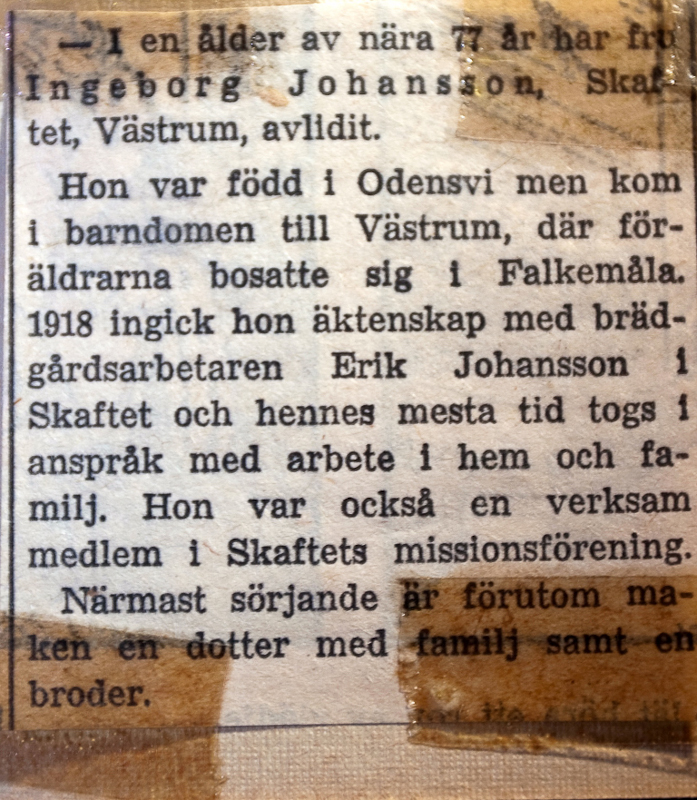 — I en ålder av nära 77 år har fru
Ingeborg Johansson, Skaf-
tet, Västrum, avlidit.
Hon var född i Odensvi men kom
i barndomen till Västrum, där för-
äldrarna bosatte sig i Falkemåla.
1918 ingick hon äktenskap med bräd-
gårdsarbetaren Erik Johansson i
Skaftet och hennes mesta tid togs i
anspråk med arbete i hem och fa-
milj. Hon var också en verksam
medlem i Skaftets missionsförening.
Närmast sörjande är förutom ma-
ken en dotter med familj samt en
broder.